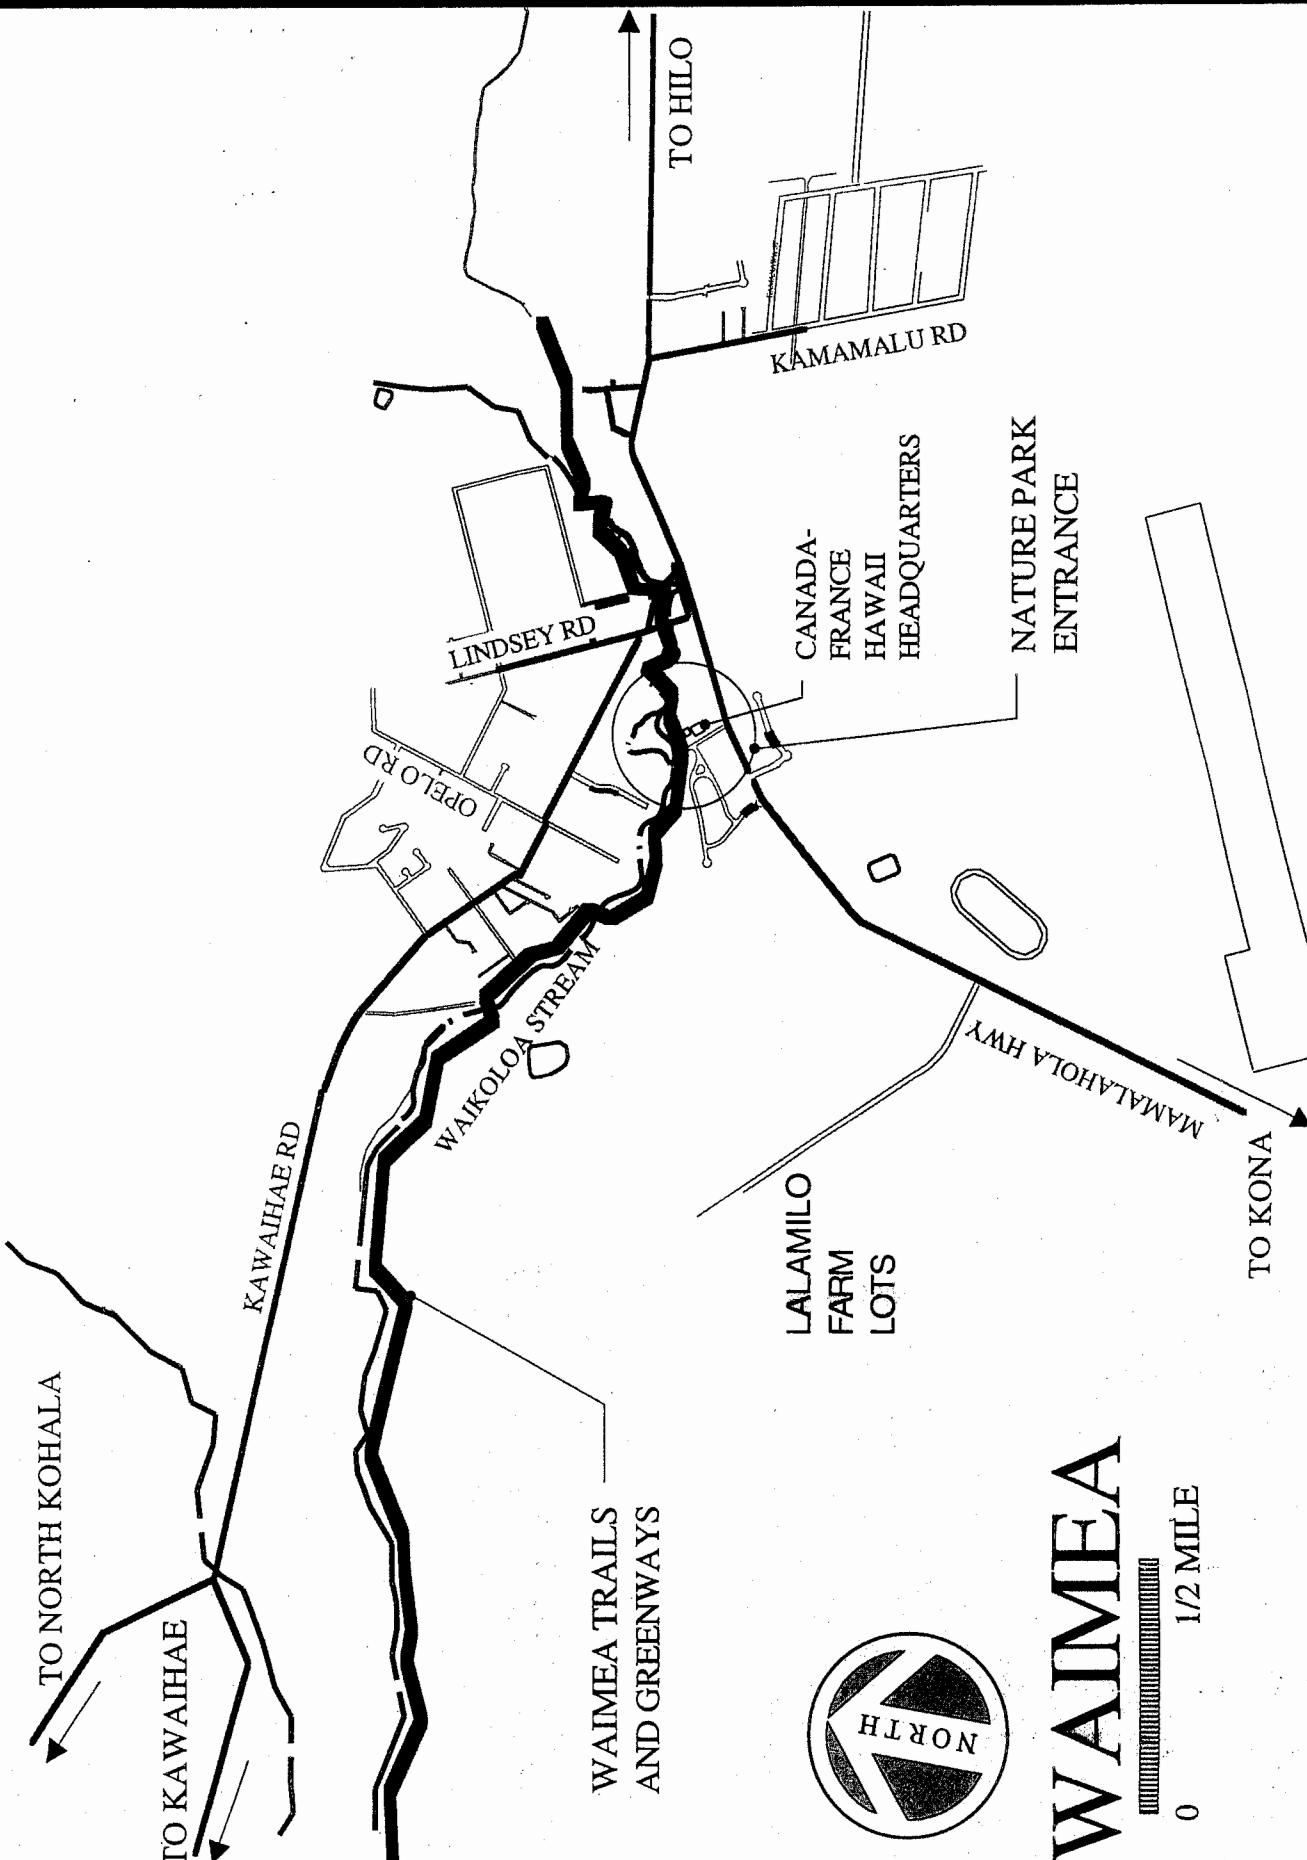 TO NORTH KOHALA
TO KAWAIHAE
KAWAIHAE RD
WAIKOLOA STREAM
OPELO RD
LINDSEY RD
TO HILO
KAMAMALU RD
CANADA-
FRANCE
HAWAII
HEADQUARTERS
NATURE PARK
ENTRANCE
MAMALAHOLA HWY
TO KONA
LALAMILO
FARM
LOTS
WAIMEA TRAILS
AND GREENWAYS
NORTH
WAIMEA
0 1/2 MILE